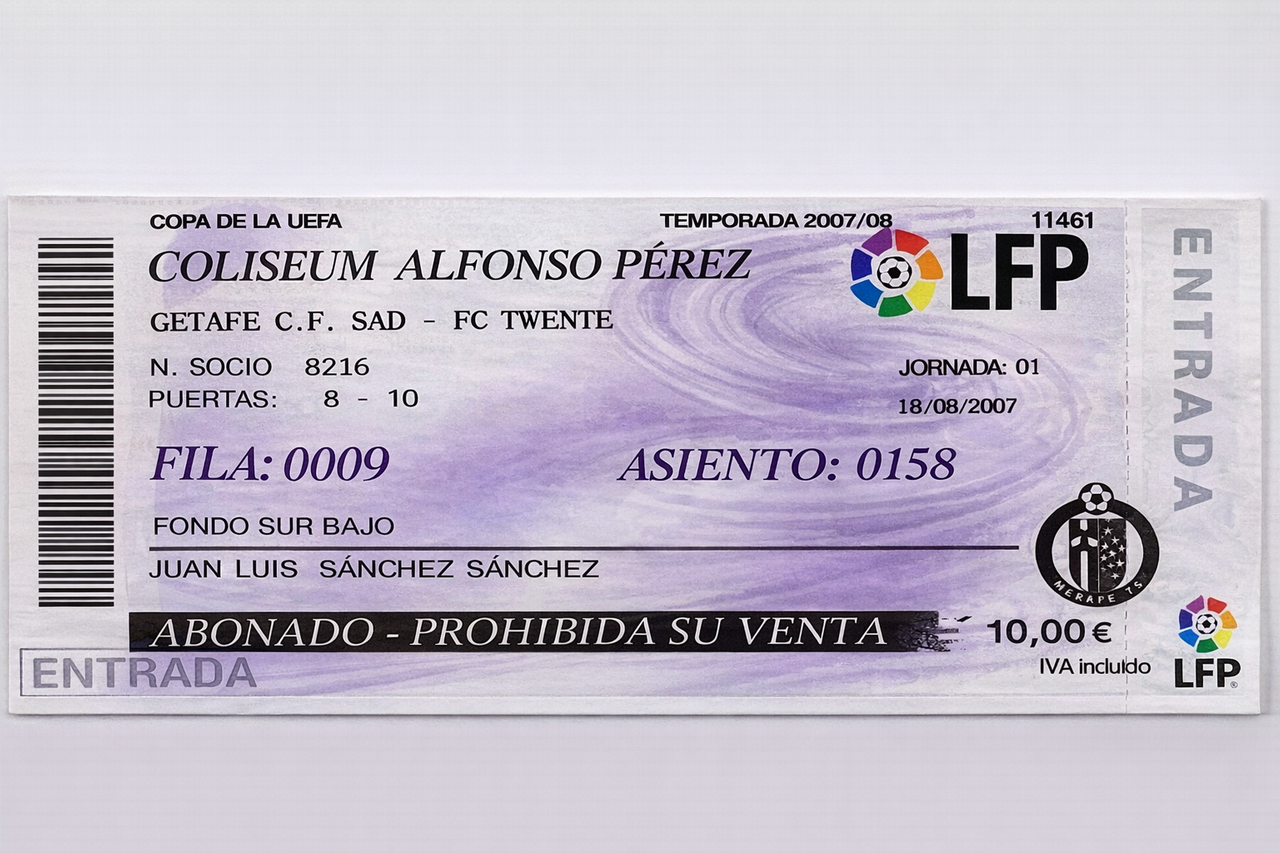 COPA DE LA UEFA TEMPORADA 2007/08 11461
COLISEUM ALFONSO PÉREZ
LFP
GETAFE C.F. SAD - FC TWENTE
N. SOCIO 8216
JORNADA: 01
PUERTAS: 8 - 10
18/08/2007
FILA: 0009 ASIENTO: 0158
FONDO SUR BAJO
JUAN LUIS SÁNCHEZ SÁNCHEZ
MERAPE TS
ABONADO - PROHIBIDA SU VENTA
10,00 €
IVA incluido
ENTRADA
ENTRADA
LFP